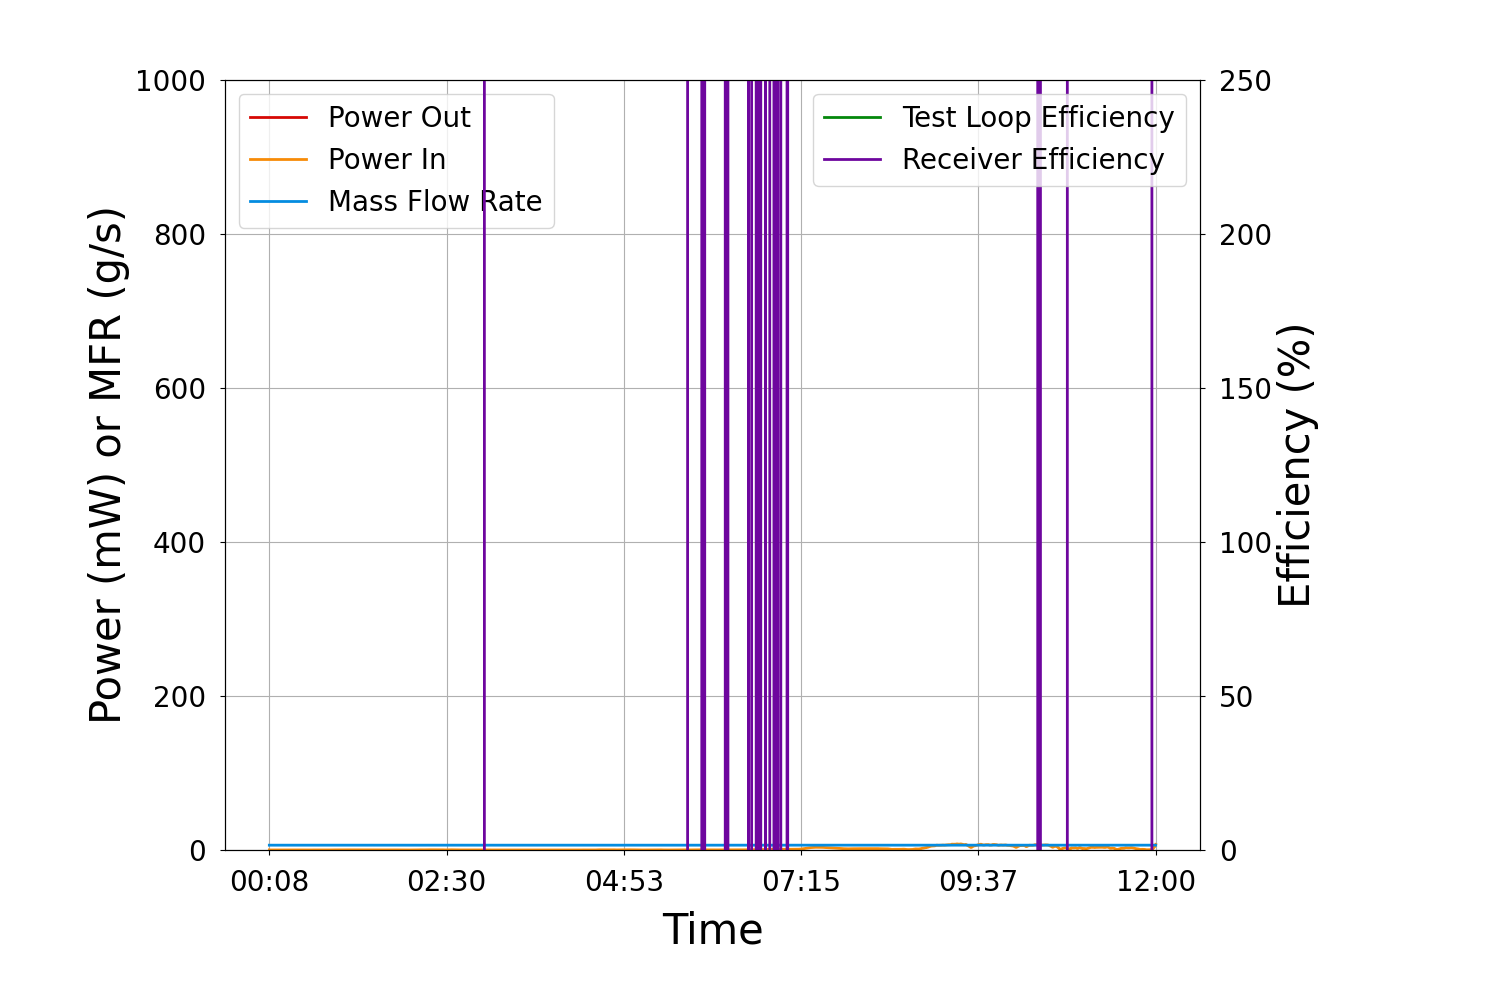 1000
800
600
400
200
0
Power (mW) or MFR (g/s)
Power Out
Power In
Mass Flow Rate
Test Loop Efficiency
Receiver Efficiency
250
200
150
100
50
0
Efficiency (%)
00:08 02:30 04:53 07:15 09:37 12:00
Time